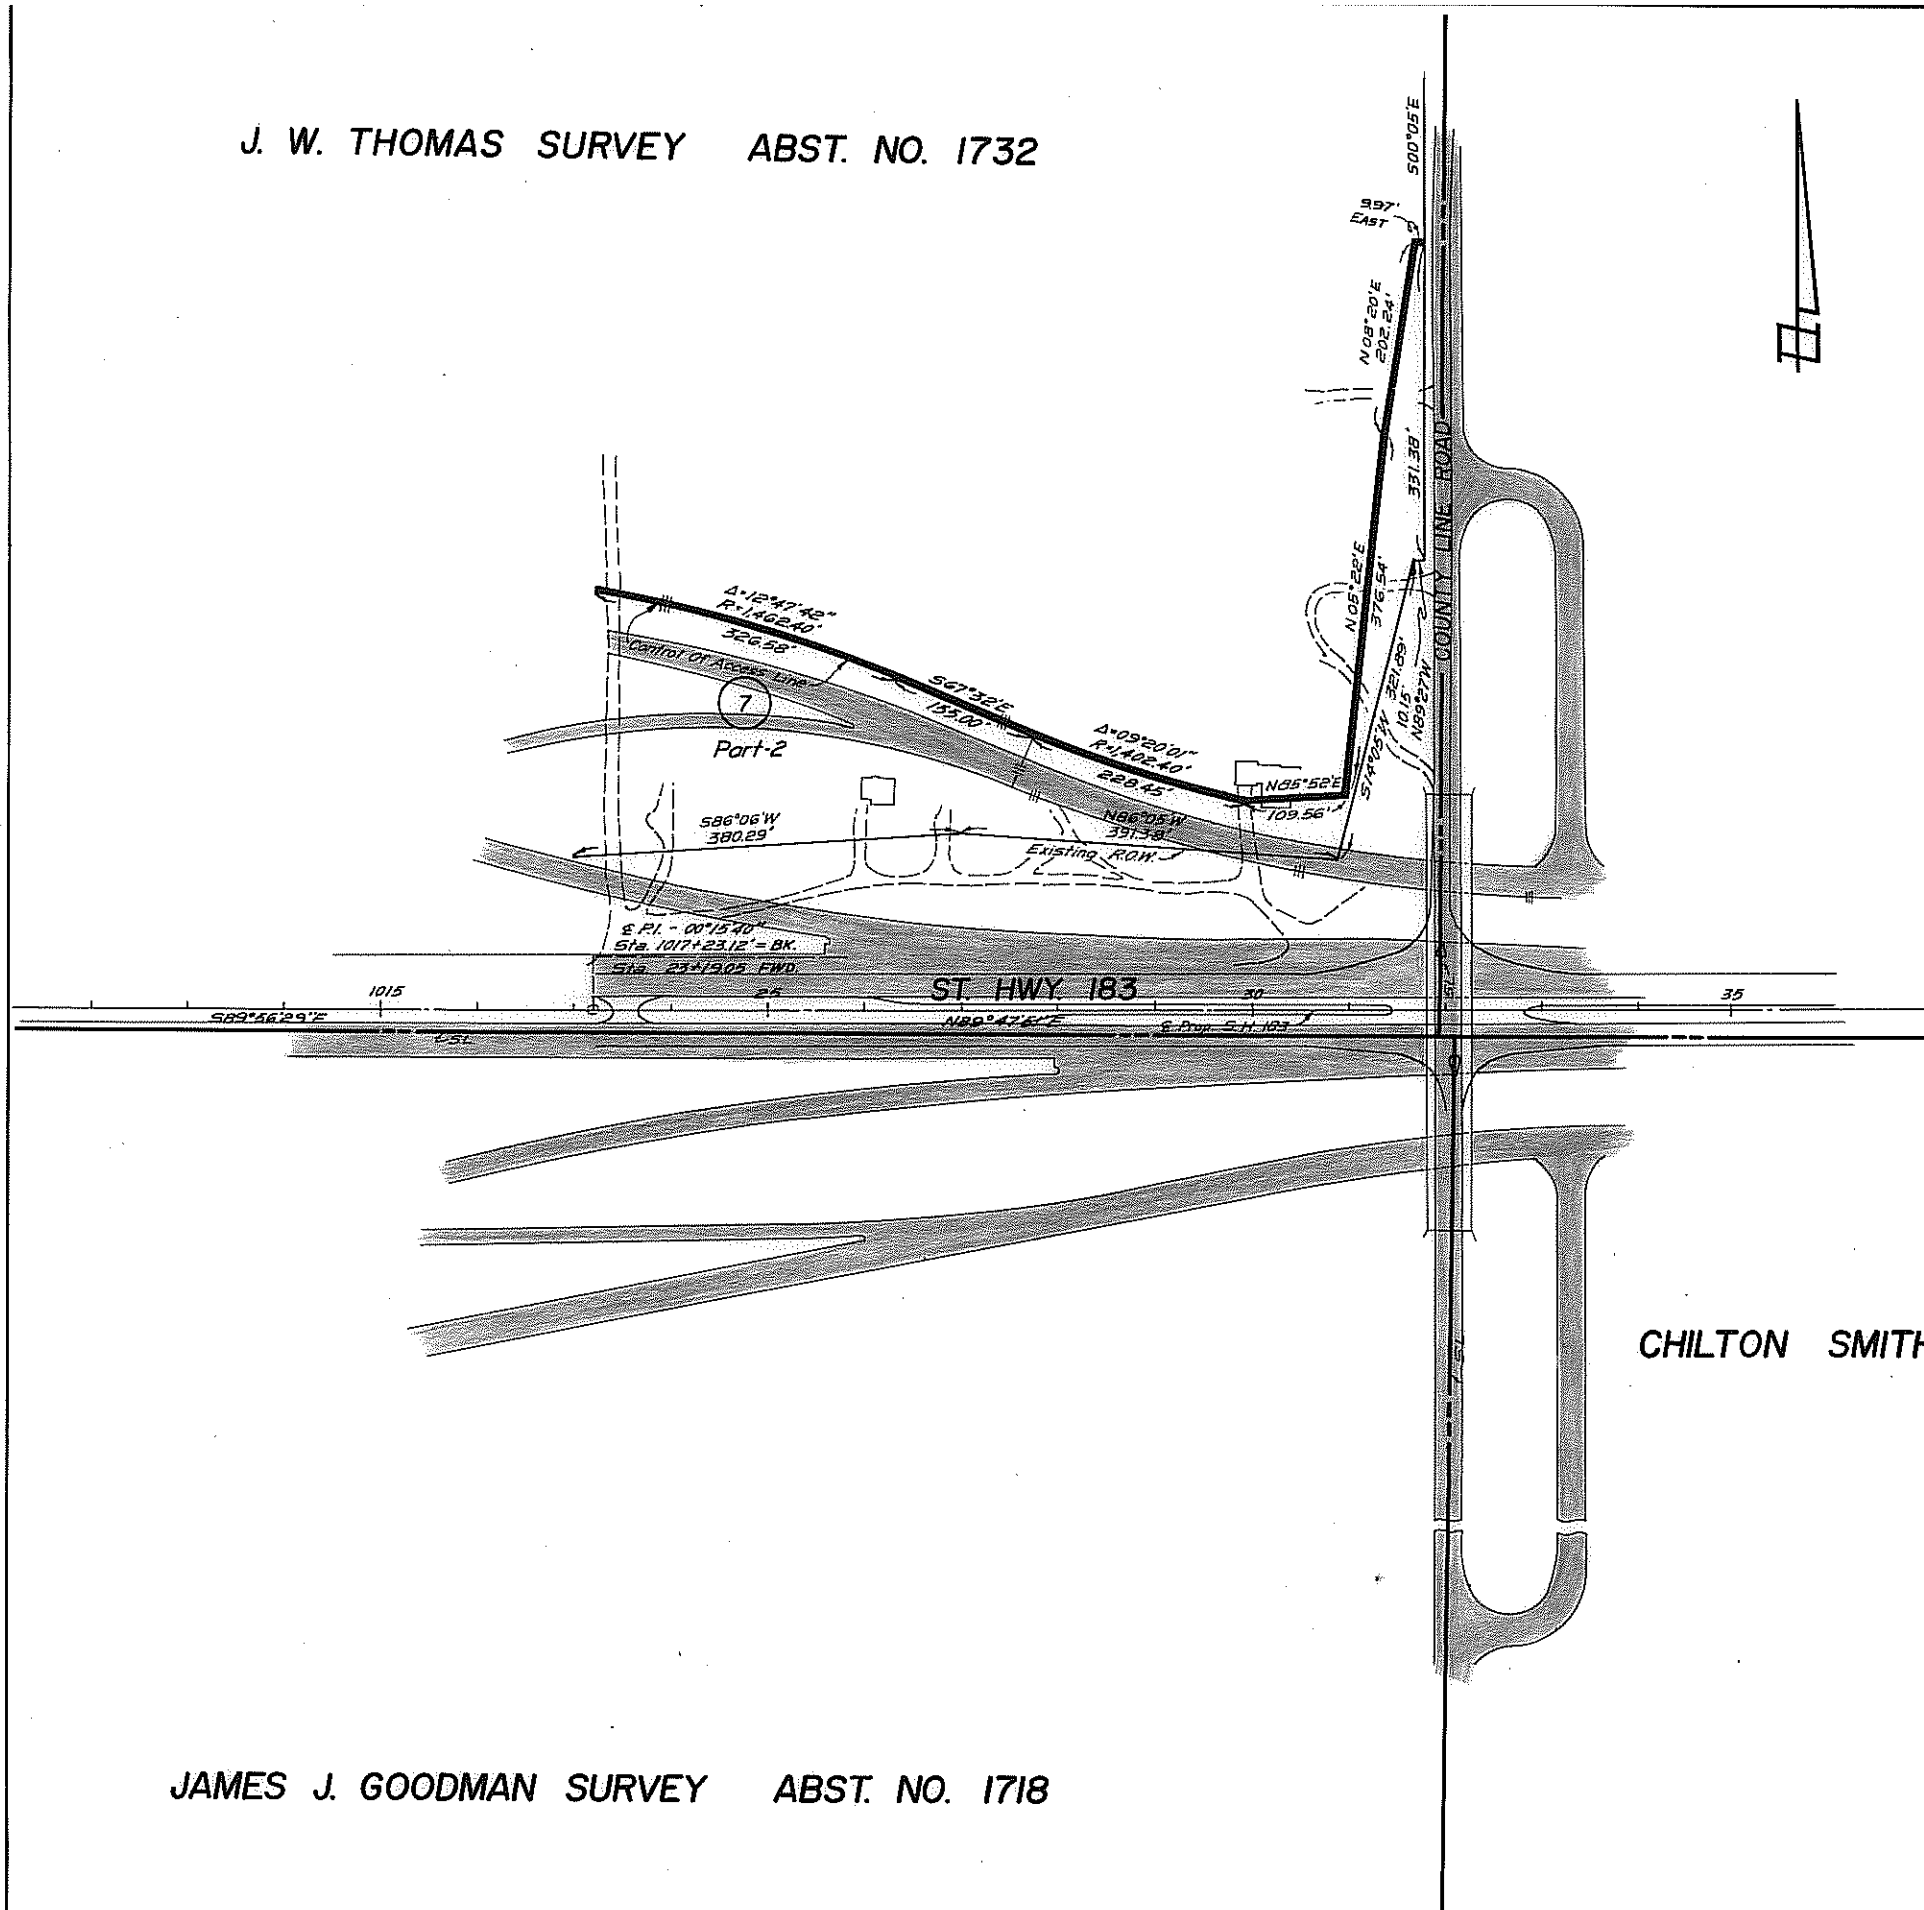 J. W. THOMAS SURVEY ABST. NO. 1732
S00°05'E
9.97'
EAST
N 08°20'E
202.24'
331.38'
COUNTY LINE ROAD
N 05°22'E
376.54'
Δ=12°47'42"
R=1,462.40'
326.58'
Control Of Access Line
7
Part-2
S67°32'E
155.00'
Δ=09°20'01"
R=1,402.40'
228.45'
N85°52'E
109.56'
S14°05'W 321.89'
10.15'
N89°27'W
S86°06'W
380.29'
N86°05'W
391.38'
Existing R.O.W.
℄ P.I. - 00°15'40"
Sta. 1017+23.12' = BK.
Sta. 23+19.05 FWD.
1015
25
ST. HWY. 183
30
35
S89°56'29"E
N89°47'51"E
℄ Prop. S.H. 183
CHILTON SMITH
JAMES J. GOODMAN SURVEY ABST. NO. 1718